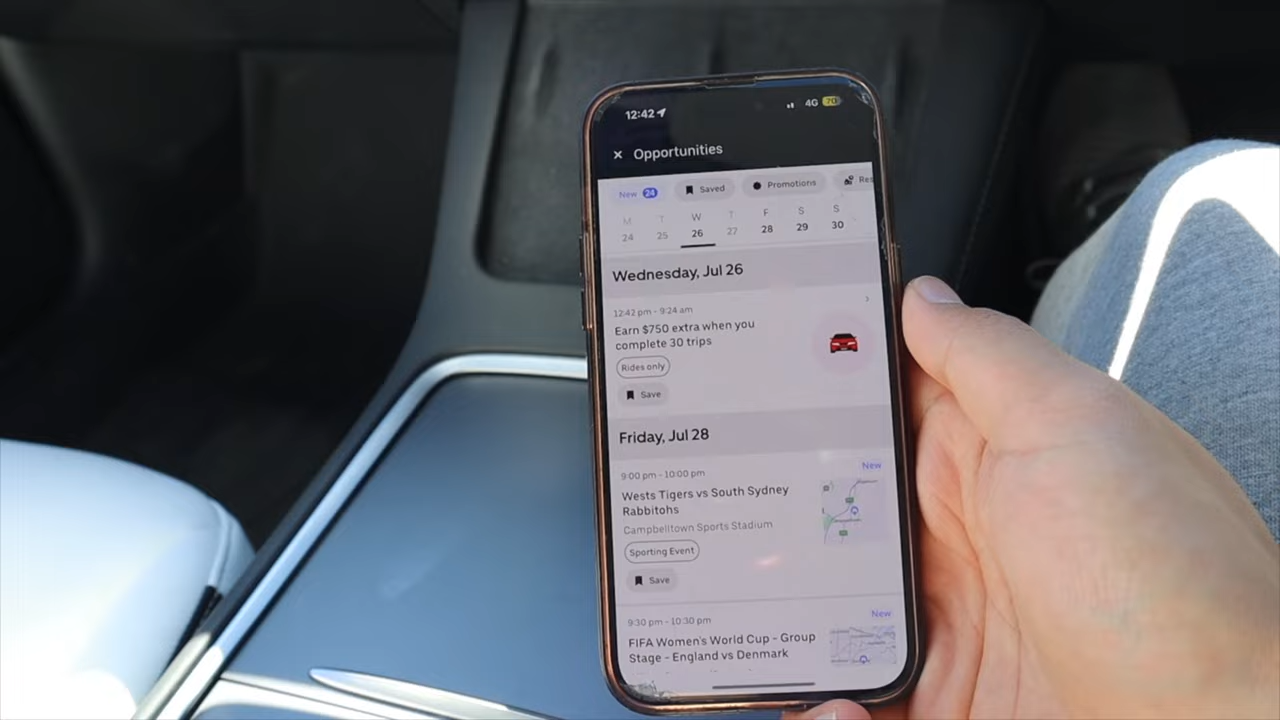 12:42 4G 70
× Opportunities
New 24 Saved Promotions Res
M T W T F S S
24 25 26 27 28 29 30
Wednesday, Jul 26
12:42 pm - 9:24 am
Earn $750 extra when you
complete 30 trips
Rides only
Save
Friday, Jul 28
9:00 pm - 10:00 pm
New
Wests Tigers vs South Sydney
Rabbitohs
Campbelltown Sports Stadium
Sporting Event
Save
9:30 pm - 10:30 pm
New
FIFA Women's World Cup - Group
Stage - England vs Denmark